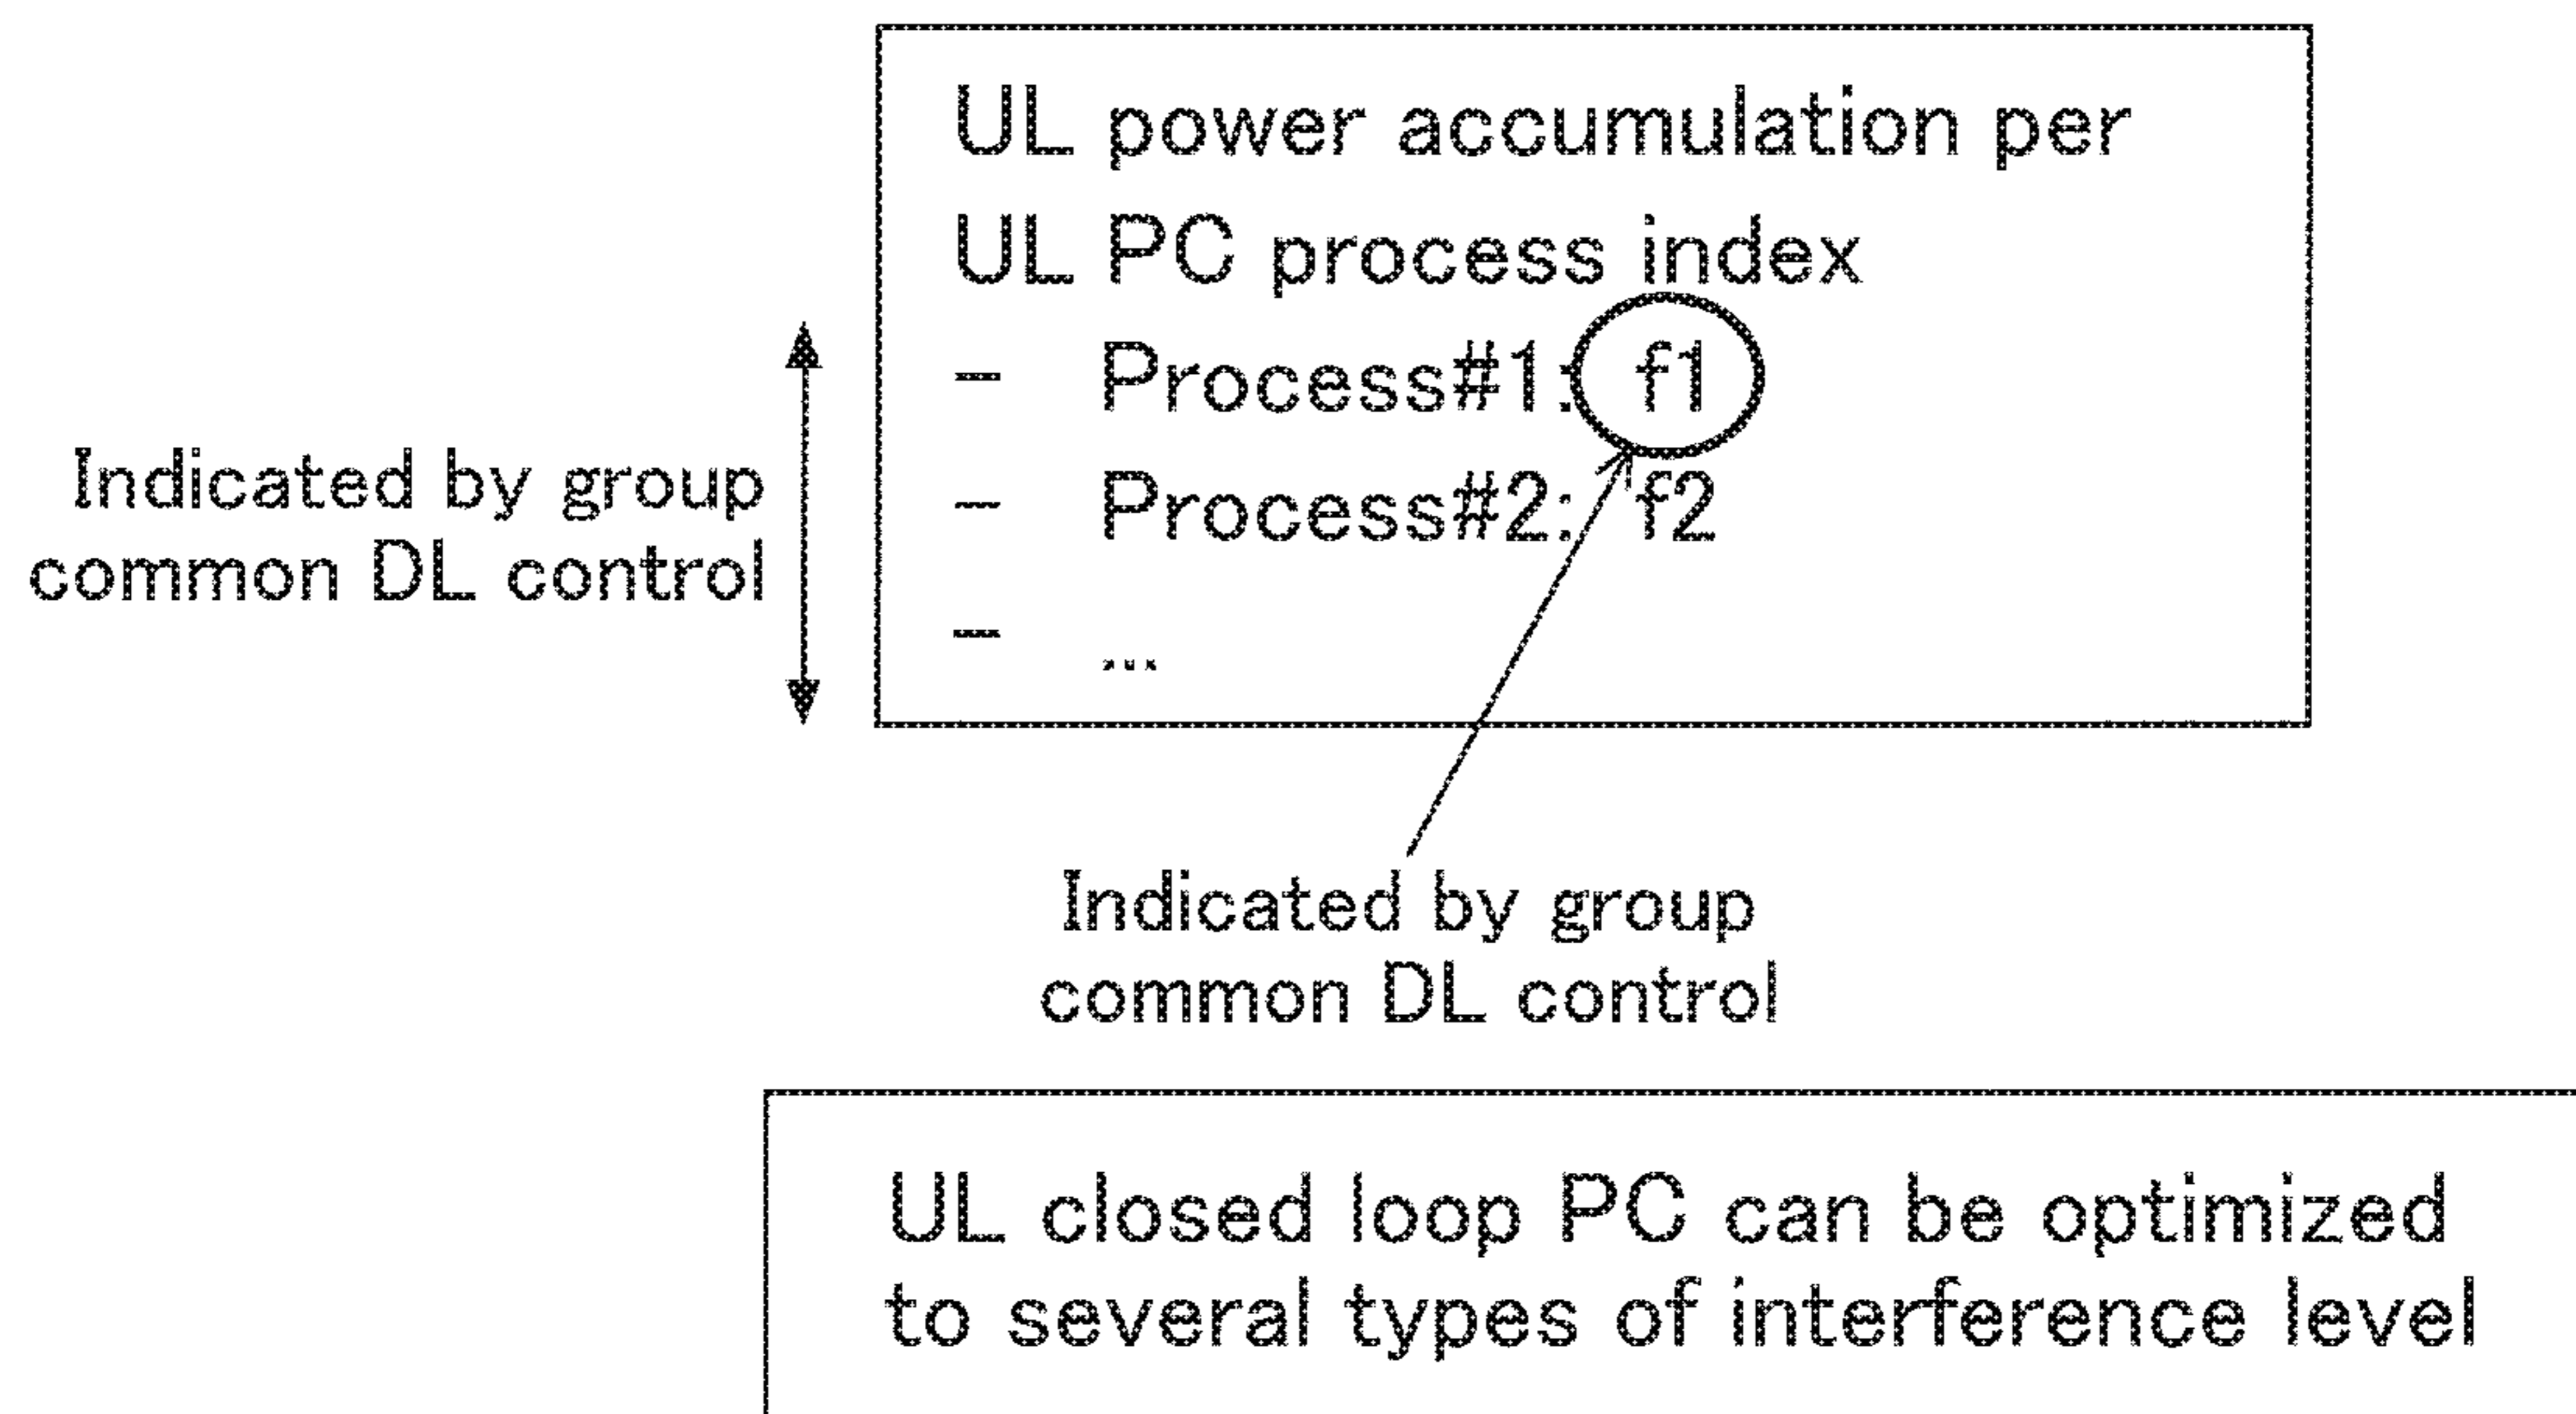 UL power accumulation per
UL PC process index
- Process#1: f1
- Process#2: f2
- ...
Indicated by group
common DL control
Indicated by group
common DL control
UL closed loop PC can be optimized
to several types of interference level